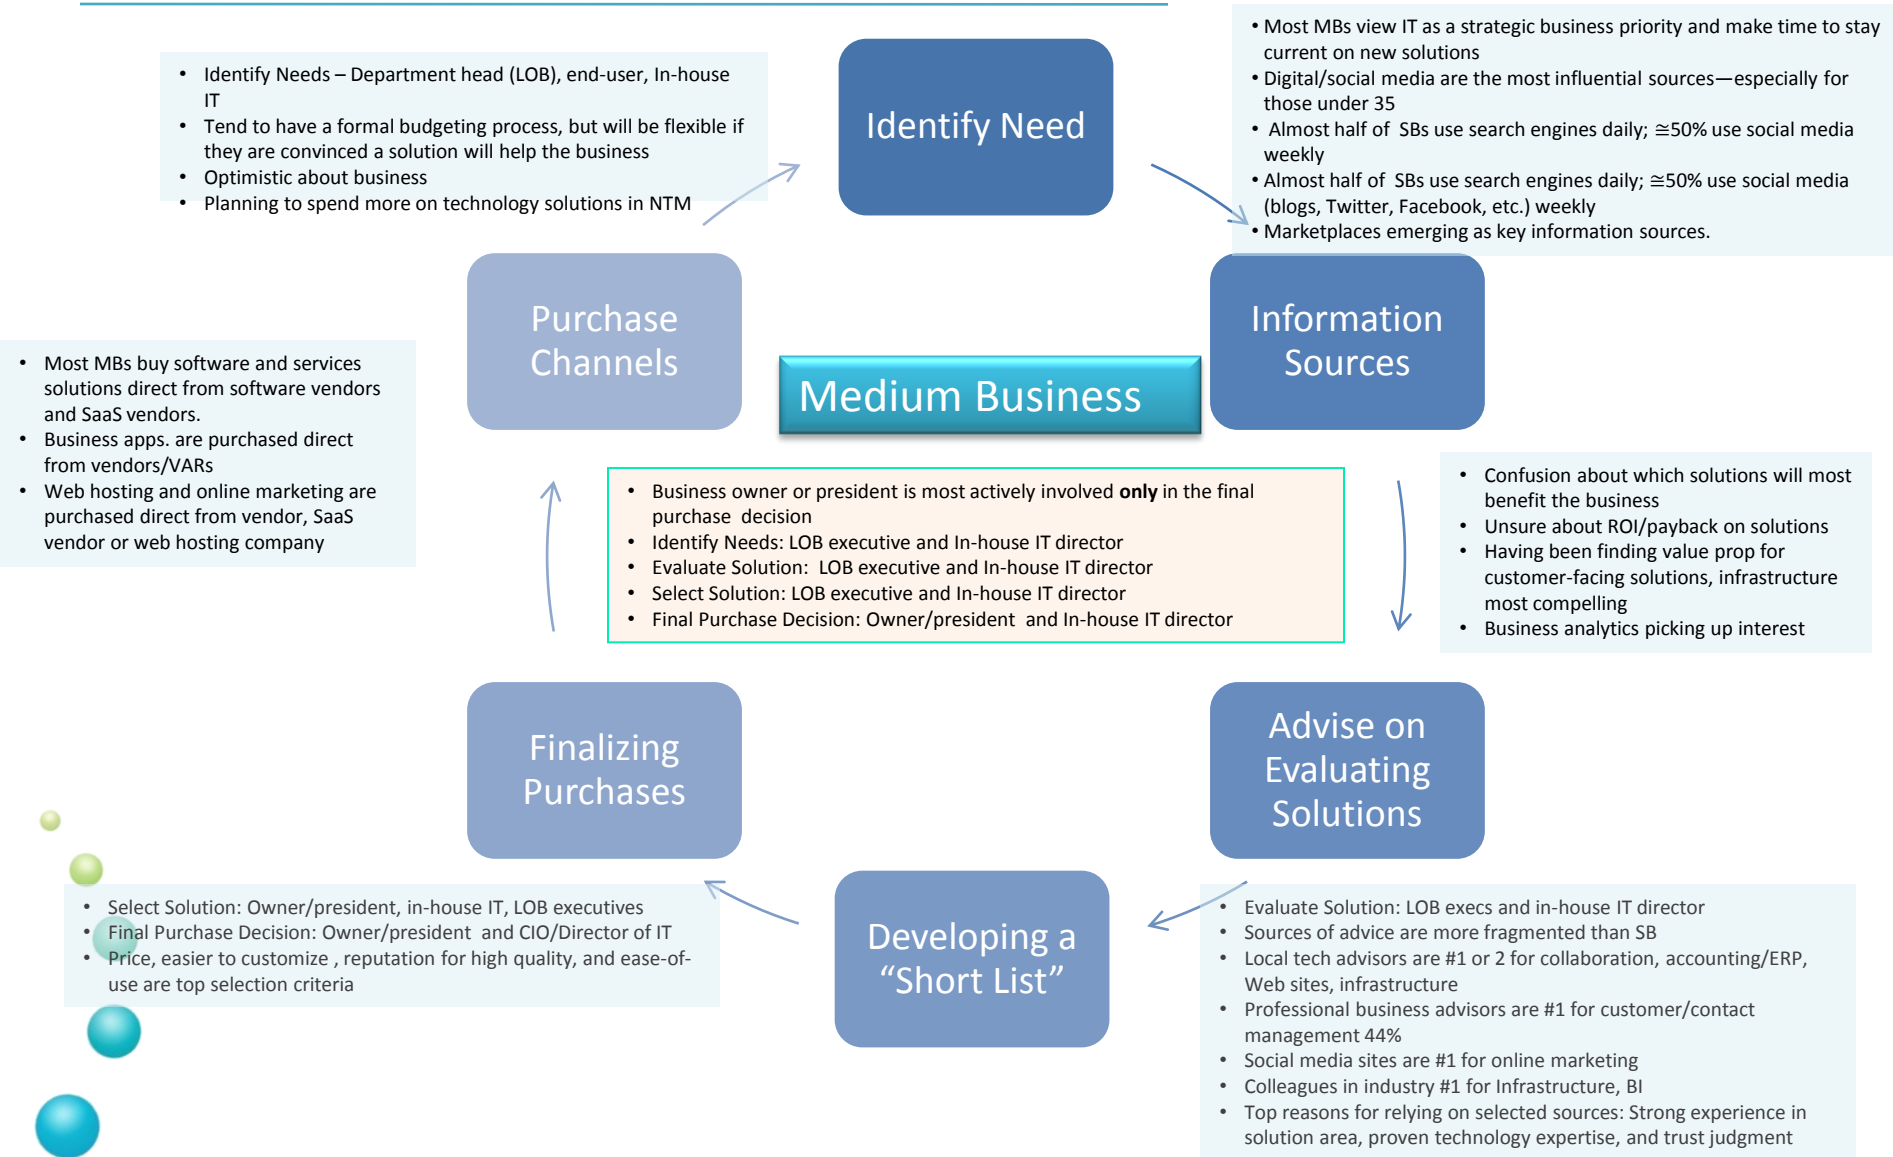 • Identify Needs – Department head (LOB), end-user, In-house
IT
• Tend to have a formal budgeting process, but will be flexible if
they are convinced a solution will help the business
• Optimistic about business
• Planning to spend more on technology solutions in NTM
Identify Need
• Most MBs view IT as a strategic business priority and make time to stay
current on new solutions
• Digital/social media are the most influential sources—especially for
those under 35
• Almost half of SBs use search engines daily; ≅50% use social media
weekly
• Almost half of SBs use search engines daily; ≅50% use social media
(blogs, Twitter, Facebook, etc.) weekly
• Marketplaces emerging as key information sources.
Purchase
Channels
Information
Sources
Medium Business
• Most MBs buy software and services
solutions direct from software vendors
and SaaS vendors.
• Business apps. are purchased direct
from vendors/VARs
• Web hosting and online marketing are
purchased direct from vendor, SaaS
vendor or web hosting company
• Business owner or president is most actively involved only in the final
purchase decision
• Identify Needs: LOB executive and In-house IT director
• Evaluate Solution: LOB executive and In-house IT director
• Select Solution: LOB executive and In-house IT director
• Final Purchase Decision: Owner/president and In-house IT director
• Confusion about which solutions will most
benefit the business
• Unsure about ROI/payback on solutions
• Having been finding value prop for
customer-facing solutions, infrastructure
most compelling
• Business analytics picking up interest
Finalizing
Purchases
Advise on
Evaluating
Solutions
• Select Solution: Owner/president, in-house IT, LOB executives
• Final Purchase Decision: Owner/president and CIO/Director of IT
• Price, easier to customize , reputation for high quality, and ease-of-
use are top selection criteria
Developing a
“Short List”
• Evaluate Solution: LOB execs and in-house IT director
• Sources of advice are more fragmented than SB
• Local tech advisors are #1 or 2 for collaboration, accounting/ERP,
Web sites, infrastructure
• Professional business advisors are #1 for customer/contact
management 44%
• Social media sites are #1 for online marketing
• Colleagues in industry #1 for Infrastructure, BI
• Top reasons for relying on selected sources: Strong experience in
solution area, proven technology expertise, and trust judgment